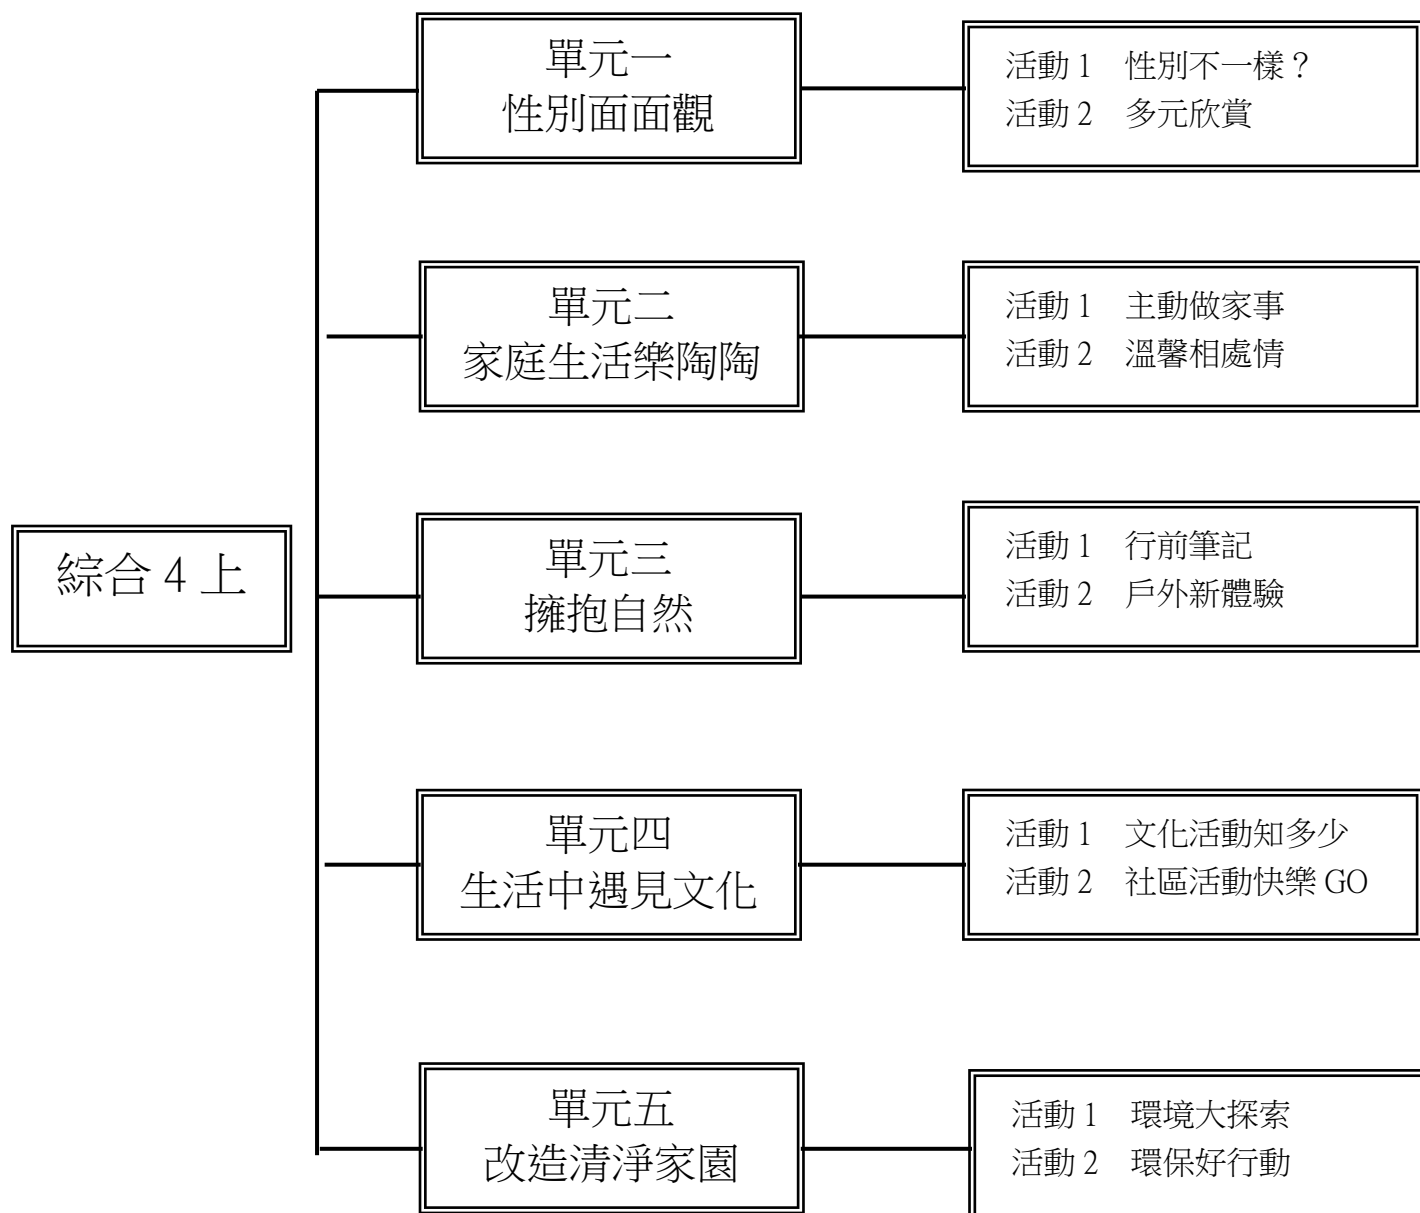 綜合 4 上
單元一
性別面面觀
活動 1 性別不一樣？
活動 2 多元欣賞
單元二
家庭生活樂陶陶
活動 1 主動做家事
活動 2 溫馨相處情
單元三
擁抱自然
活動 1 行前筆記
活動 2 戶外新體驗
單元四
生活中遇見文化
活動 1 文化活動知多少
活動 2 社區活動快樂 GO
單元五
改造清淨家園
活動 1 環境大探索
活動 2 環保好行動